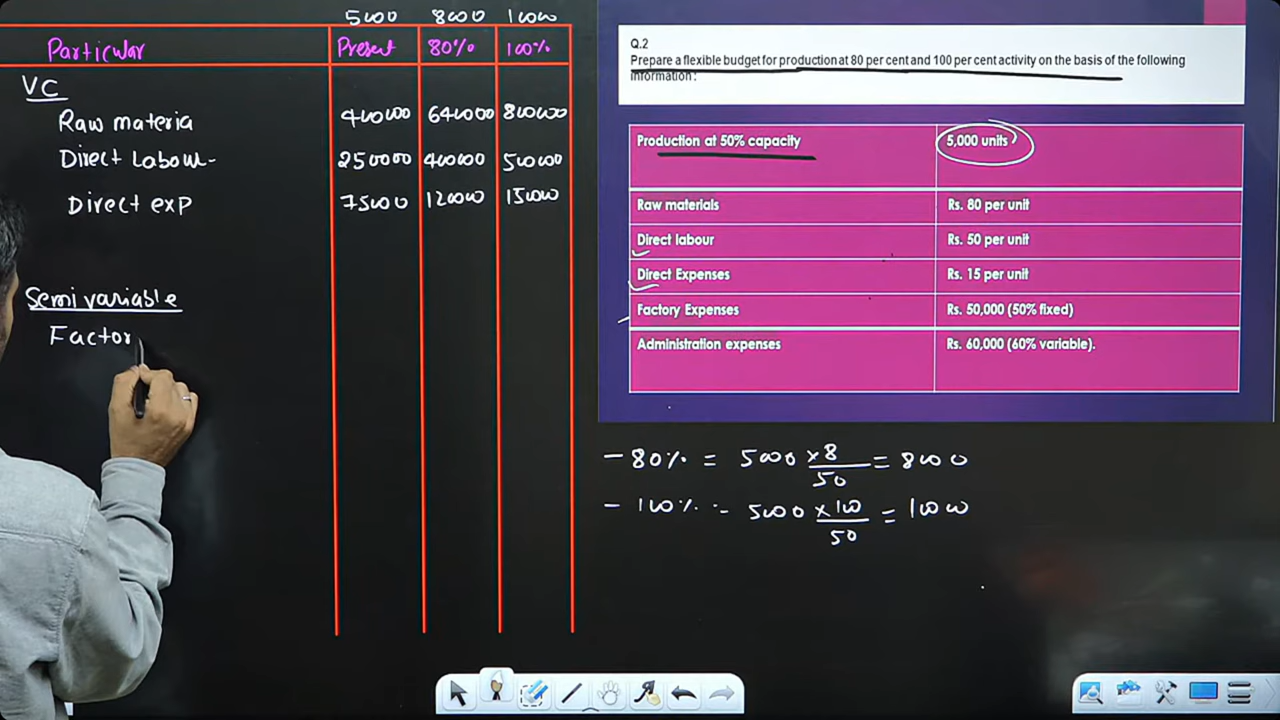 5000 8000 10000
Particular Present 80% 100%
VC
Raw materia 400000 640000 800000
Direct Labour- 250000 400000 500000
Direct exp 75000 120000 150000
Semi variable
Factor
Q.2
Prepare a flexible budget for production at 80 per cent and 100 per cent activity on the basis of the following
information :
Production at 50% capacity 5,000 units
Raw materials Rs. 80 per unit
Direct labour Rs. 50 per unit
Direct Expenses Rs. 15 per unit
Factory Expenses Rs. 50,000 (50% fixed)
Administration expenses Rs. 60,000 (60% variable).
- 80% = 5000 × 8 / 50 = 8000
- 100% - 5000 × 100 / 50 = 10000